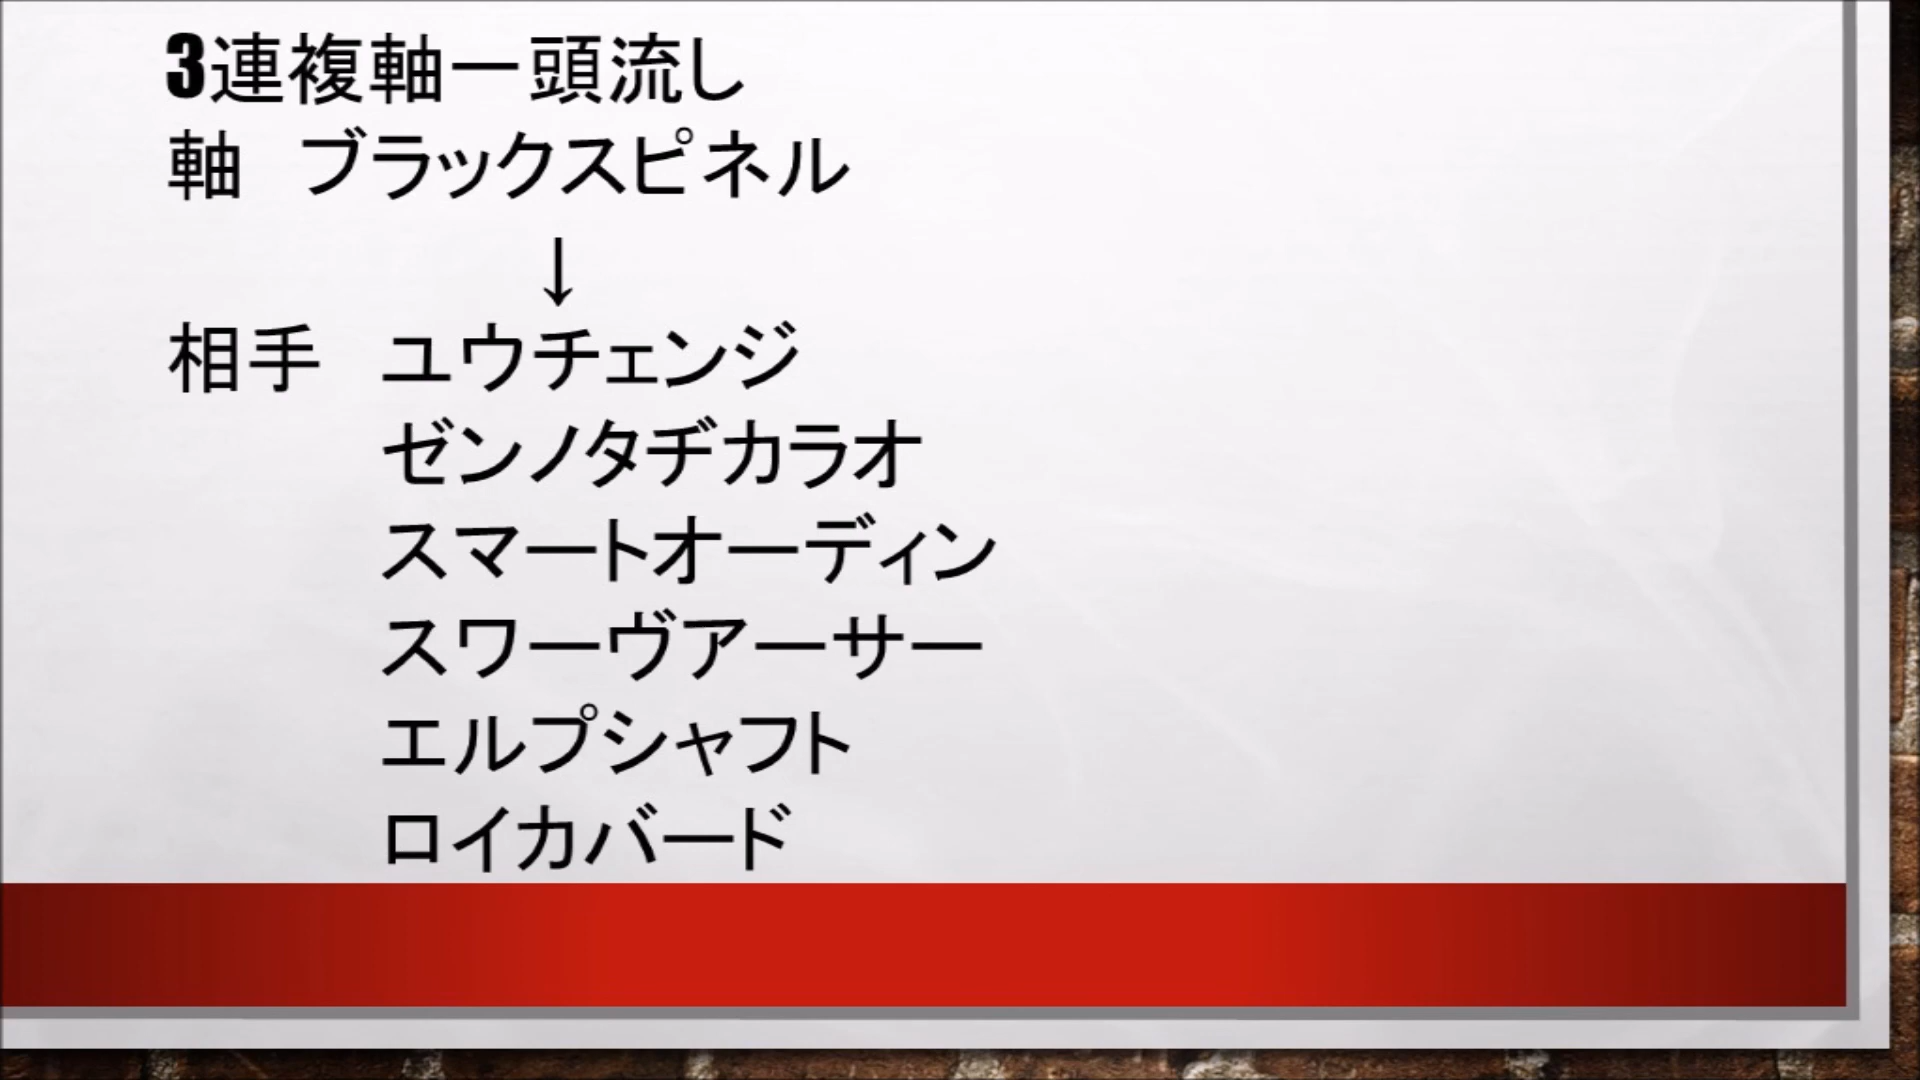 3連複軸一頭流し
軸　ブラックスピネル
↓
相手　ユウチェンジ
ゼンノタヂカラオ
スマートオーディン
スワーヴアーサー
エルプシャフト
ロイカバード